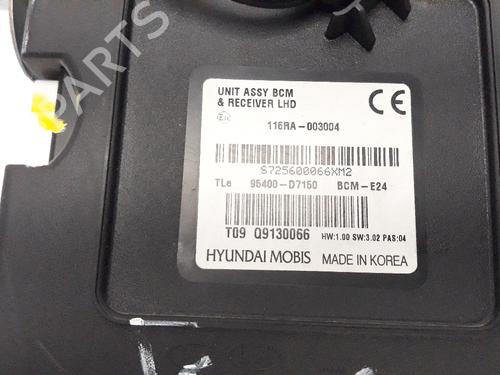 PARTS
UNIT ASSY BCM
& RECEIVER LHD
CE
116RA-003004
S725600066XM2
TLe 95400-D7150 BCM-E24
T09 Q9130066 HW:1.00 SW:3.02 PAS:04
HYUNDAI MOBIS MADE IN KOREA